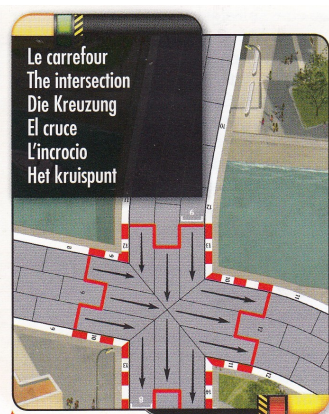 Le carrefour
The intersection
Die Kreuzung
El cruce
L'incrocio
Het kruispunt